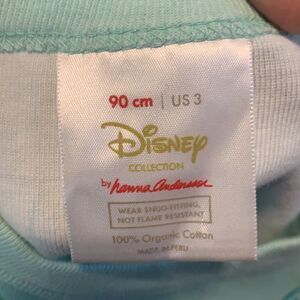 90 cm | US 3
Disney
COLLECTION
by hanna andersson
WEAR SNUG-FITTING,
NOT FLAME RESISTANT
100% Organic Cotton
MADE IN PERU